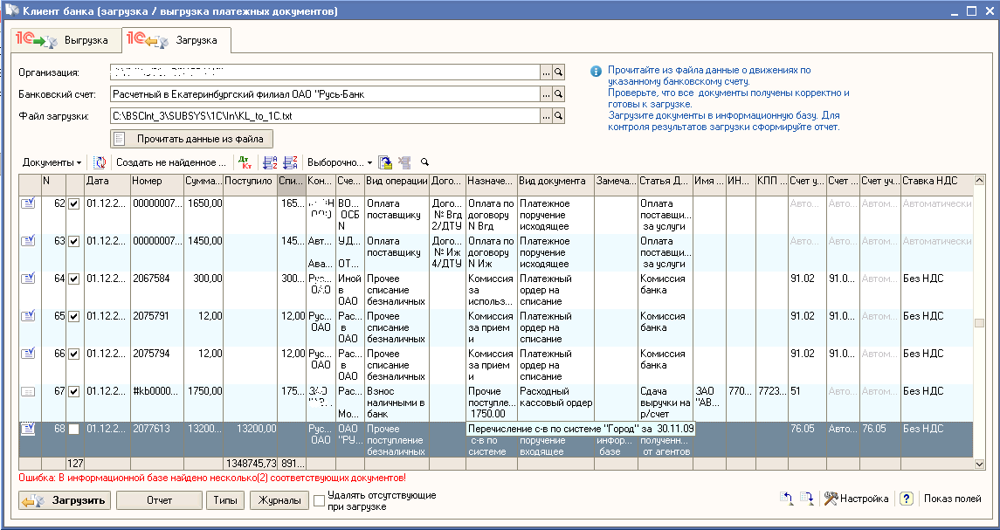 Клиент банка (загрузка / выгрузка платежных документов)
1С Выгрузка 1С Загрузка
Организация: ...
Банковский счет: Расчетный в Екатеринбургский филиал ОАО "Русь-Банк ...
Файл загрузки: C:\BSClnt_3\SUBSYS\1C\In\KL_to_1C.txt ...
Прочитать данные из файла
Прочитайте из файла данные о движениях по
указанному банковскому счету.
Проверьте, что все документы получены корректно и
готовы к загрузке.
Загрузите документы в информационную базу. Для
контроля результатов загрузки сформируйте отчет.
Документы Создать не найденное ... Дт Кт Выборочно...
N Дата Номер Сумма... Поступило Спи... Кон... Сче... Вид операции Дого... Назначе... Вид документа Замеча... Статья Д... Имя ... ИН... КПП ... Счет у... Счет ... Счет уч... Ставка НДС
62 01.12.2... 00000007... 1650,00 165... ВО... Оплата Дого... Оплата по Платежное Оплата Авто... Авто... Автом... Автоматически
ОСБ поставщику № Вгд договору поручение поставщи...
N 2/ДТУ N Вгд исходящее за услуги
63 01.12.2... 00000007... 1450,00 145... Авт... УД... Оплата Дого... Оплата по Платежное Оплата Авто... Авто... Автом... Автоматически
поставщику № Иж договору поручение поставщи...
Ава... ОТ... 4/ДТУ N Иж исходящее за услуги
64 01.12.2... 2067584 300,00 300... Рус... Иной Прочее Комиссия Платежный Комиссия 91.02 91.0... Автом... Без НДС
ОАО в списание за ордер на банка
ОАО безналичных использ... списание
65 01.12.2... 2075791 12,00 12,00 Рус... Рас... Прочее Комиссия Платежный Комиссия 91.02 91.0... Автом... Без НДС
ОАО в списание за прием ордер на банка
ОАО безналичных и списание
66 01.12.2... 2075794 12,00 12,00 Рус... Рас... Прочее Комиссия Платежный Комиссия 91.02 91.0... Автом... Без НДС
ОАО в списание за прием ордер на банка
ОАО безналичных и списание
67 01.12.2... #kb0000... 1750,00 175... ЗАО Рас... Взнос Прочие Расходный Сдача ЗАО 770... 7723... 51 Авто... Автом... Без НДС
наличными в поступле... кассовый ордер выручки на "АВ...
Мо... банк 1750.00 р/счет
68 01.12.2... 2077613 13200... 13200,00 Рус... ОАО Прочее Перечисление с-в по системе "Город" за 30.11.09 76.05 Авто... 76.05 Без НДС
ОАО "РУ... поступление с-в по поручение инфор... полученн...
безналичных системе входящее базе от агентов
127 1348745,73 891...
Ошибка: В информационной базе найдено несколько(2) соответствующих документов!
Загрузить Отчет Типы Журналы Удалять отсутствующие
при загрузке
Настройка ? Показ полей